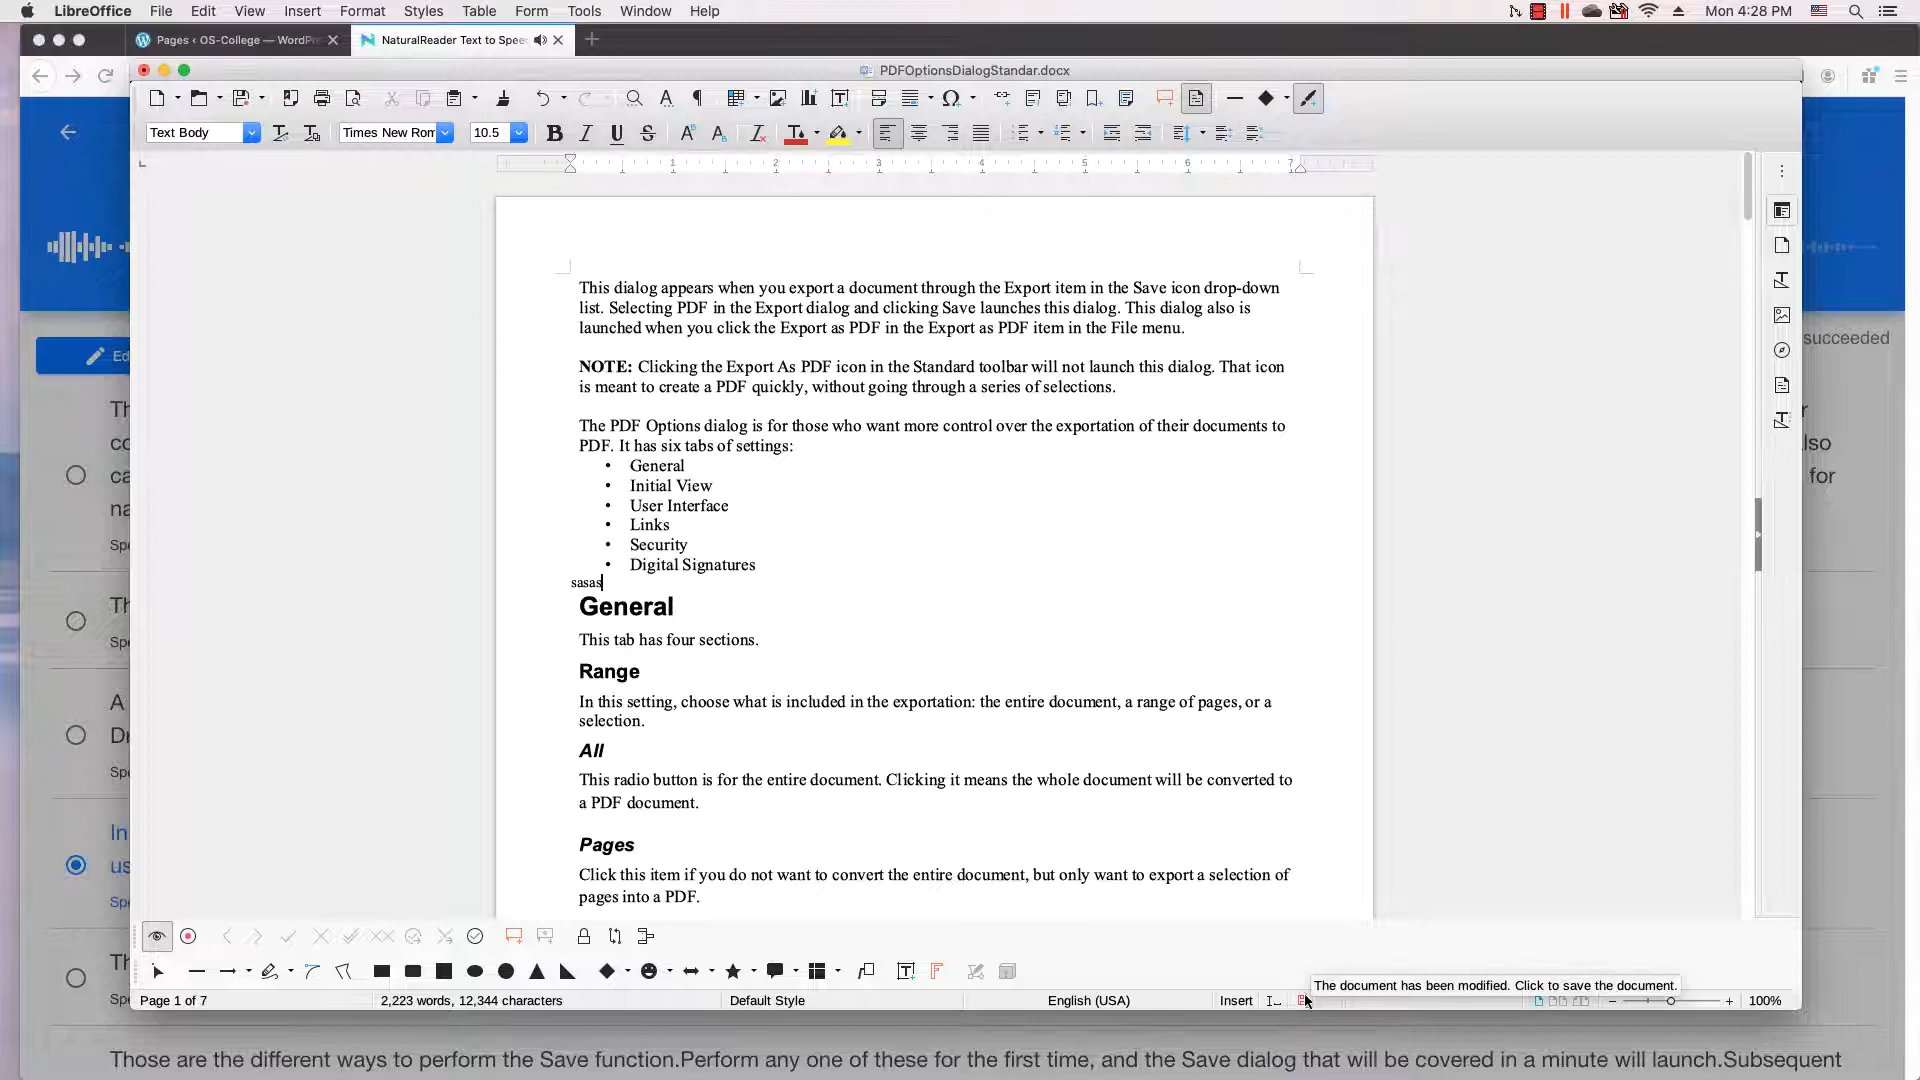 LibreOffice File Edit View Insert Format Styles Table Form Tools Window Help Mon 4:28 PM
Pages ‹ OS-College — WordPr
NaturalReader Text to Spee
PDFOptionsDialogStandar.docx
Text Body Times New Rom 10.5
1 2 3 4 5 6 7
This dialog appears when you export a document through the Export item in the Save icon drop-down
list. Selecting PDF in the Export dialog and clicking Save launches this dialog. This dialog also is
launched when you click the Export as PDF in the Export as PDF item in the File menu.
NOTE: Clicking the Export As PDF icon in the Standard toolbar will not launch this dialog. That icon
is meant to create a PDF quickly, without going through a series of selections.
The PDF Options dialog is for those who want more control over the exportation of their documents to
PDF. It has six tabs of settings:
• General
• Initial View
• User Interface
• Links
• Security
• Digital Signatures
sasas
General
This tab has four sections.
Range
In this setting, choose what is included in the exportation: the entire document, a range of pages, or a
selection.
All
This radio button is for the entire document. Clicking it means the whole document will be converted to
a PDF document.
Pages
Click this item if you do not want to convert the entire document, but only want to export a selection of
pages into a PDF.
succeeded
Ed
Th
co
ca
na
Spe
Th
Spe
A
Dr
Spe
In
us
Spe
Th
Spe
lso
for
The document has been modified. Click to save the document.
Page 1 of 7 2,223 words, 12,344 characters Default Style English (USA) Insert 100%
Those are the different ways to perform the Save function.Perform any one of these for the first time, and the Save dialog that will be covered in a minute will launch.Subsequent